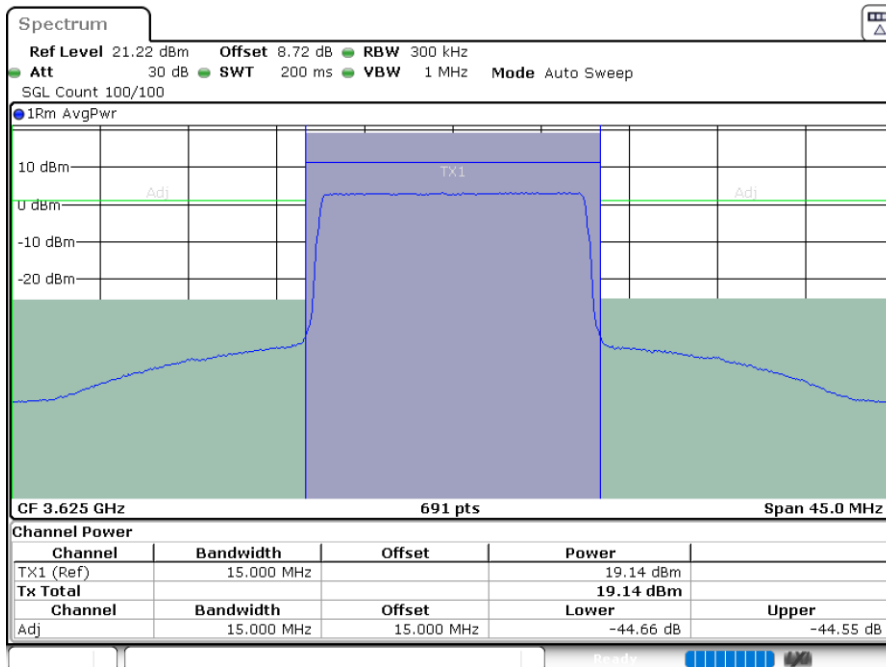 Spectrum
Ref Level 21.22 dBm Offset 8.72 dB RBW 300 kHz
Att 30 dB SWT 200 ms VBW 1 MHz Mode Auto Sweep
SGL Count 100/100
1Rm AvgPwr
10 dBm
TX1
Adj Adj
0 dBm
-10 dBm
-20 dBm
CF 3.625 GHz 691 pts Span 45.0 MHz
Channel Power
Channel Bandwidth Offset Power
TX1 (Ref) 15.000 MHz 19.14 dBm
Tx Total 19.14 dBm
Channel Bandwidth Offset Lower Upper
Adj 15.000 MHz 15.000 MHz -44.66 dB -44.55 dB
Ready